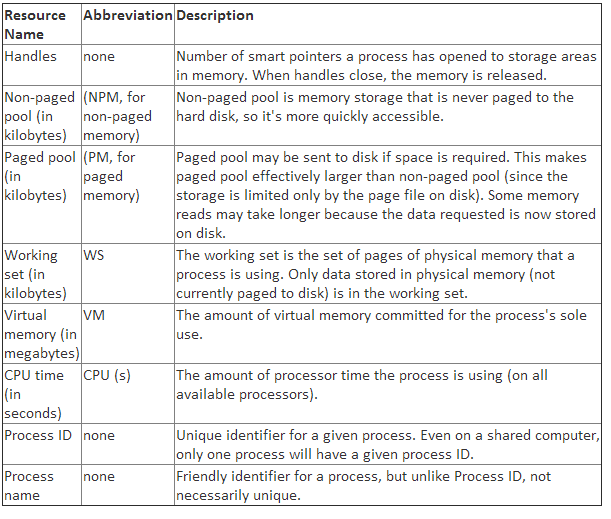 Resource Abbreviation Description
Name
Handles none Number of smart pointers a process has opened to storage areas
in memory. When handles close, the memory is released.
Non-paged (NPM, for Non-paged pool is memory storage that is never paged to the
pool (in non-paged hard disk, so it's more quickly accessible.
kilobytes) memory)
Paged pool (PM, for Paged pool may be sent to disk if space is required. This makes
(in paged paged pool effectively larger than non-paged pool (since the
kilobytes) memory) storage is limited only by the page file on disk). Some memory
reads may take longer because the data requested is now stored
on disk.
Working WS The working set is the set of pages of physical memory that a
set (in process is using. Only data stored in physical memory (not
kilobytes) currently paged to disk) is in the working set.
Virtual VM The amount of virtual memory committed for the process's sole
memory (in use.
megabytes)
CPU time CPU (s) The amount of processor time the process is using (on all
(in available processors).
seconds)
Process ID none Unique identifier for a given process. Even on a shared computer,
only one process will have a given process ID.
Process none Friendly identifier for a process, but unlike Process ID, not
name necessarily unique.